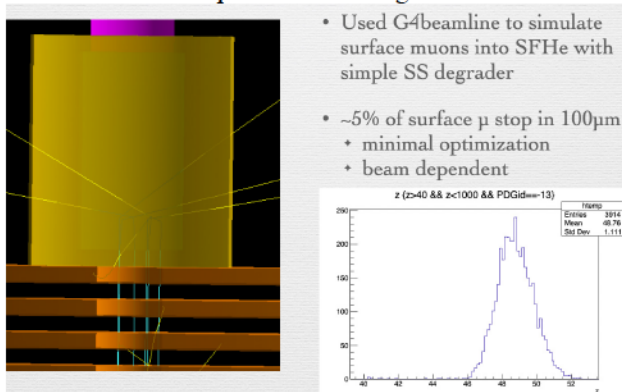 • Used G4beamline to simulate
surface muons into SFHe with
simple SS degrader
• ~5% of surface μ stop in 100μm
• minimal optimization
• beam dependent
z {z>40 && z<1000 && PDGid==-13}
htemp
Entries 3914
Mean 48.76
Std Dev 1.111
250
200
150
100
50
0
40 42 44 46 48 50 52